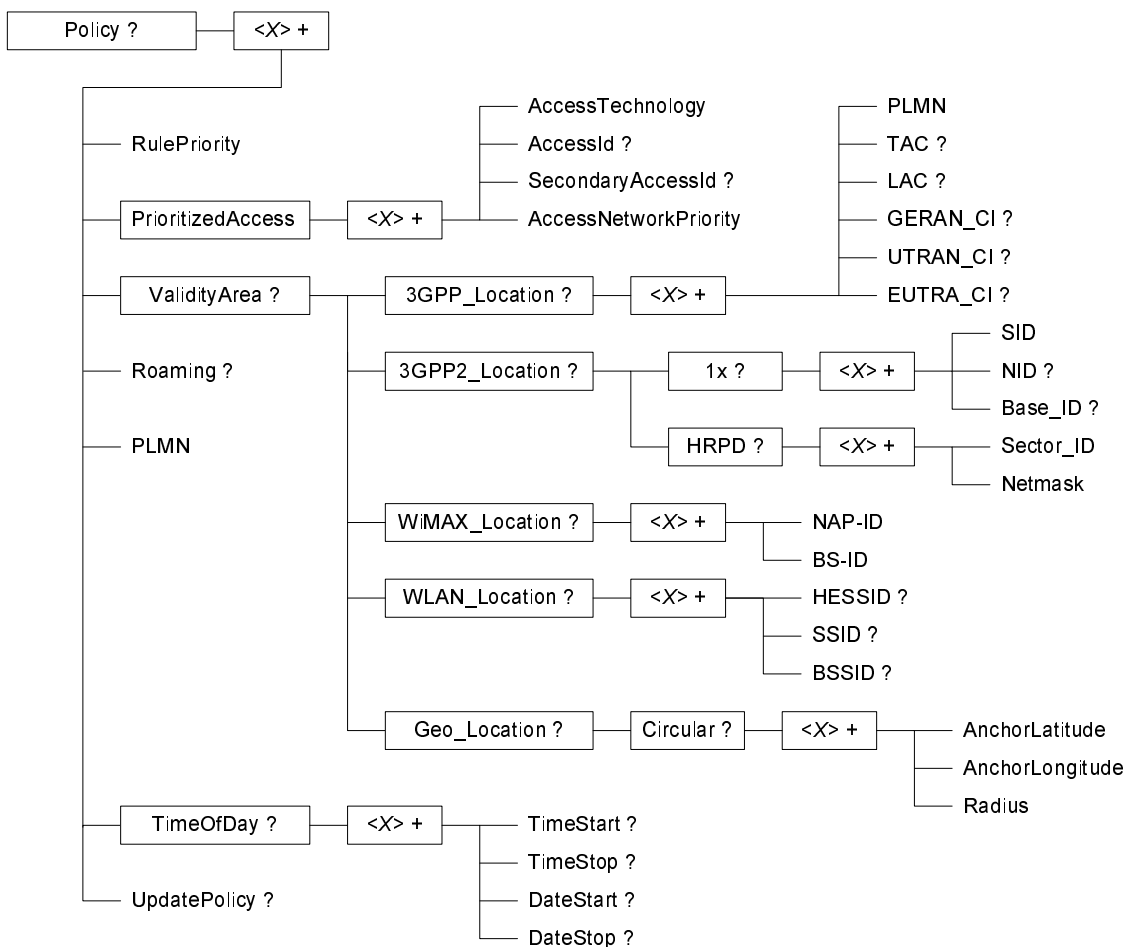 Policy ?
<X> +
AccessTechnology
PLMN
RulePriority
AccessId ?
TAC ?
SecondaryAccessId ?
LAC ?
PrioritizedAccess
<X> +
AccessNetworkPriority
GERAN_CI ?
UTRAN_CI ?
ValidityArea ?
3GPP_Location ?
<X> +
EUTRA_CI ?
SID
Roaming ?
3GPP2_Location ?
1x ?
<X> +
NID ?
Base_ID ?
PLMN
HRPD ?
<X> +
Sector_ID
Netmask
WiMAX_Location ?
<X> +
NAP-ID
BS-ID
WLAN_Location ?
<X> +
HESSID ?
SSID ?
BSSID ?
Geo_Location ?
Circular ?
<X> +
AnchorLatitude
AnchorLongitude
Radius
TimeOfDay ?
<X> +
TimeStart ?
TimeStop ?
UpdatePolicy ?
DateStart ?
DateStop ?